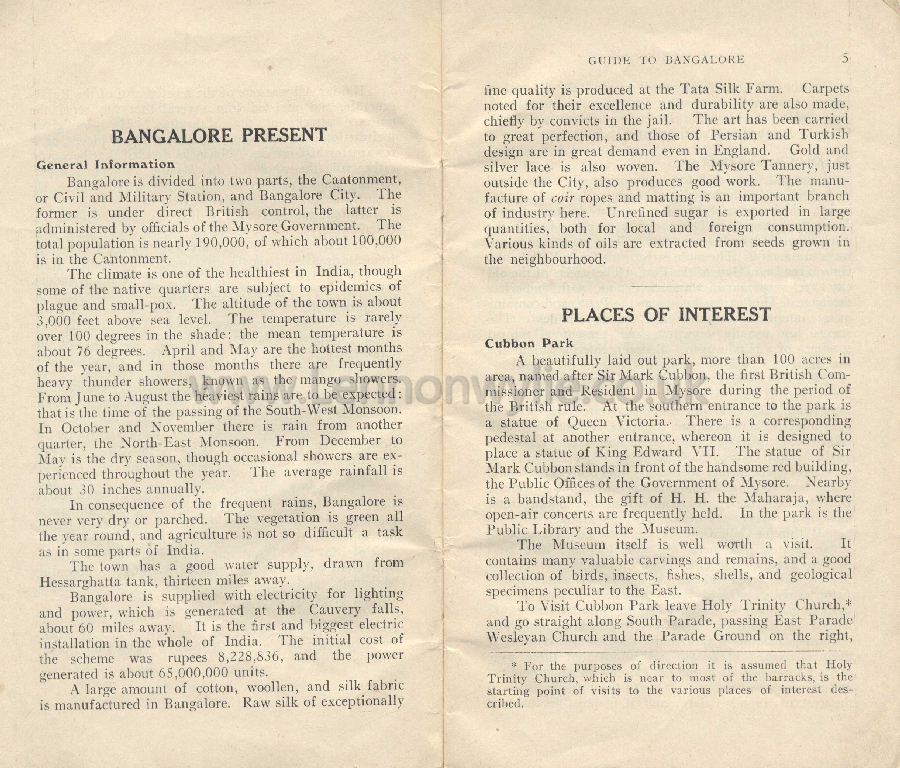 BANGALORE PRESENT
General Information
Bangalore is divided into two parts, the Cantonment,
or Civil and Military Station, and Bangalore City. The
former is under direct British control, the latter is
administered by officials of the Mysore Government. The
total population is nearly 190,000, of which about 100,000
is in the Cantonment.
The climate is one of the healthiest in India, though
some of the native quarters are subject to epidemics of
plague and small-pox. The altitude of the town is about
3,000 feet above sea level. The temperature is rarely
over 100 degrees in the shade: the mean temperature is
about 76 degrees. April and May are the hottest months
of the year, and in those months there are frequently
heavy thunder showers, known as the mango showers.
From June to August the heaviest rains are to be expected:
that is the time of the passing of the South-West Monsoon.
In October and November there is rain from another
quarter, the North-East Monsoon. From December to
May is the dry season, though occasional showers are ex-
perienced throughout the year. The average rainfall is
about 30 inches annually.
In consequence of the frequent rains, Bangalore is
never very dry or parched. The vegetation is green all
the year round, and agriculture is not so difficult a task
as in some parts of India.
The town has a good water supply, drawn from
Hessarghatta tank, thirteen miles away.
Bangalore is supplied with electricity for lighting
and power, which is generated at the Cauvery falls,
about 60 miles away. It is the first and biggest electric
installation in the whole of India. The initial cost of
the scheme was rupees 8,228,836, and the power
generated is about 65,000,000 units.
A large amount of cotton, woollen, and silk fabric
is manufactured in Bangalore. Raw silk of exceptionally
GUIDE TO BANGALORE 5
fine quality is produced at the Tata Silk Farm. Carpets
noted for their excellence and durability are also made,
chiefly by convicts in the jail. The art has been carried
to great perfection, and those of Persian and Turkish
design are in great demand even in England. Gold and
silver lace is also woven. The Mysore Tannery, just
outside the City, also produces good work. The manu-
facture of coir ropes and matting is an important branch
of industry here. Unrefined sugar is exported in large
quantities, both for local and foreign consumption.
Various kinds of oils are extracted from seeds grown in
the neighbourhood.
PLACES OF INTEREST
Cubbon Park
A beautifully laid out park, more than 100 acres in
area, named after Sir Mark Cubbon, the first British Com-
missioner and Resident in Mysore during the period of
the British rule. At the southern entrance to the park is
a statue of Queen Victoria. There is a corresponding
pedestal at another entrance, whereon it is designed to
place a statue of King Edward VII. The statue of Sir
Mark Cubbon stands in front of the handsome red building,
the Public Offices of the Government of Mysore. Nearby
is a bandstand, the gift of H. H. the Maharaja, where
open-air concerts are frequently held. In the park is the
Public Library and the Museum.
The Museum itself is well worth a visit. It
contains many valuable carvings and remains, and a good
collection of birds, insects, fishes, shells, and geological
specimens peculiar to the East.
To Visit Cubbon Park leave Holy Trinity Church,*
and go straight along South Parade, passing East Parade
Wesleyan Church and the Parade Ground on the right,
* For the purposes of direction it is assumed that Holy
Trinity Church, which is near to most of the barracks, is the
starting point of visits to the various places of interest des-
cribed.